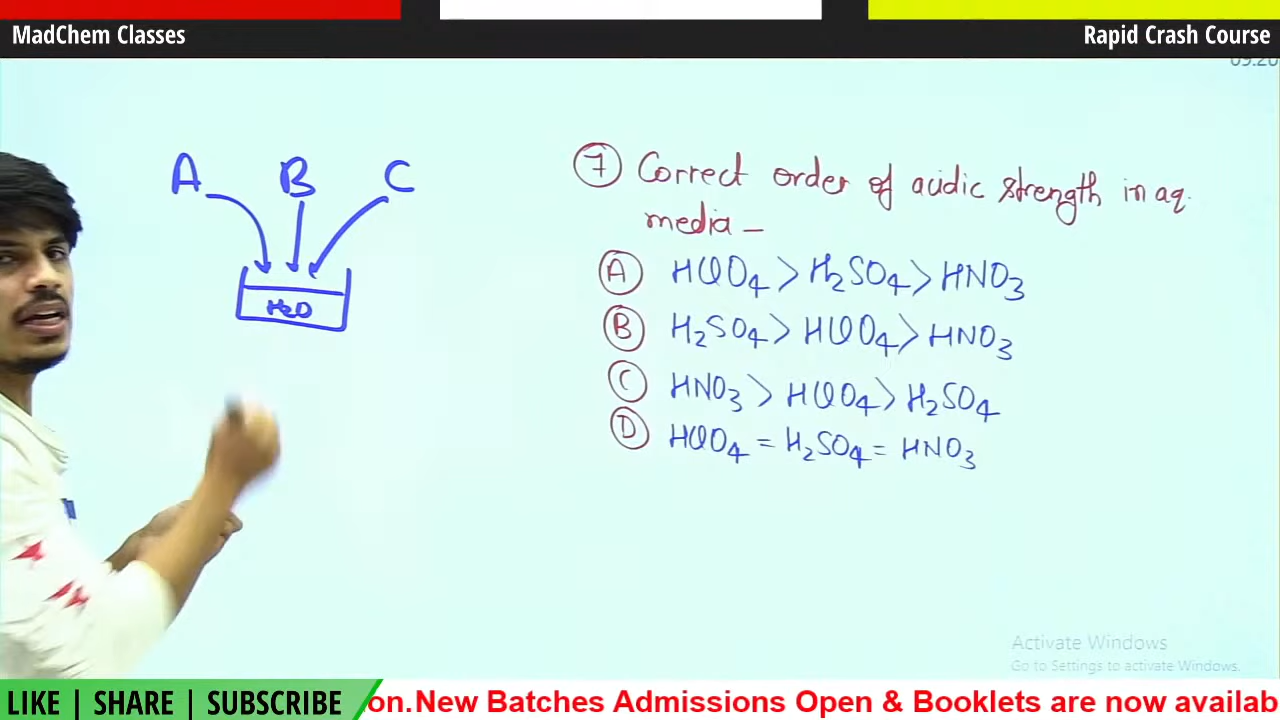 MadChem Classes
Rapid Crash Course
09:20
A B C
H2O
7 Correct order of acidic strength in aq.
media –
A HClO4 > H2SO4 > HNO3
B H2SO4 > HClO4 > HNO3
C HNO3 > HClO4 > H2SO4
D HClO4 = H2SO4 = HNO3
Activate Windows
Go to Settings to activate Windows.
LIKE | SHARE | SUBSCRIBE
on.New Batches Admissions Open & Booklets are now availab